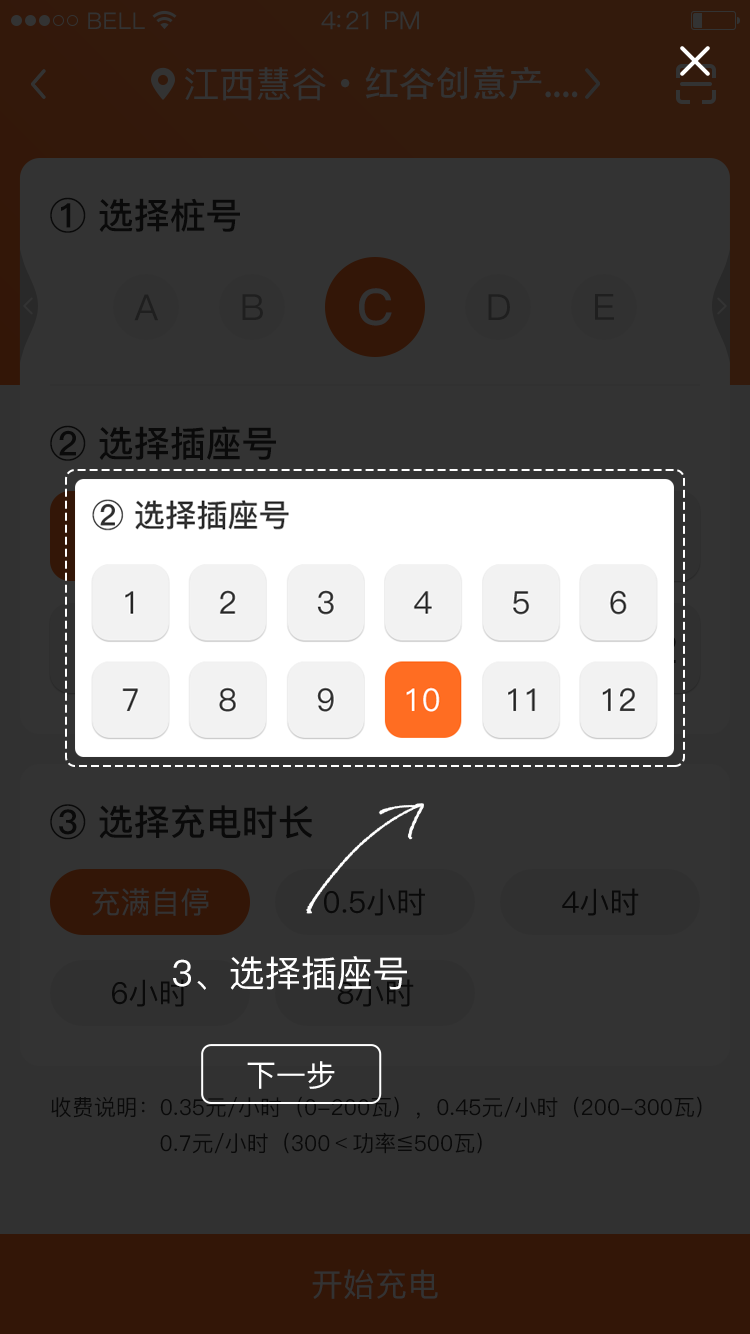 BELL 4:21 PM
江西慧谷·红谷创意产....
① 选择桩号
A B C D E
② 选择插座号
② 选择插座号
1 2 3 4 5 6
7 8 9 10 11 12
③ 选择充电时长
充满自停 0.5小时 4小时
3、选择插座号
6小时 8小时
下一步
收费说明：0.35元/小时（0-200瓦），0.45元/小时（200-300瓦）
0.7元/小时（300＜功率≦500瓦）
开始充电